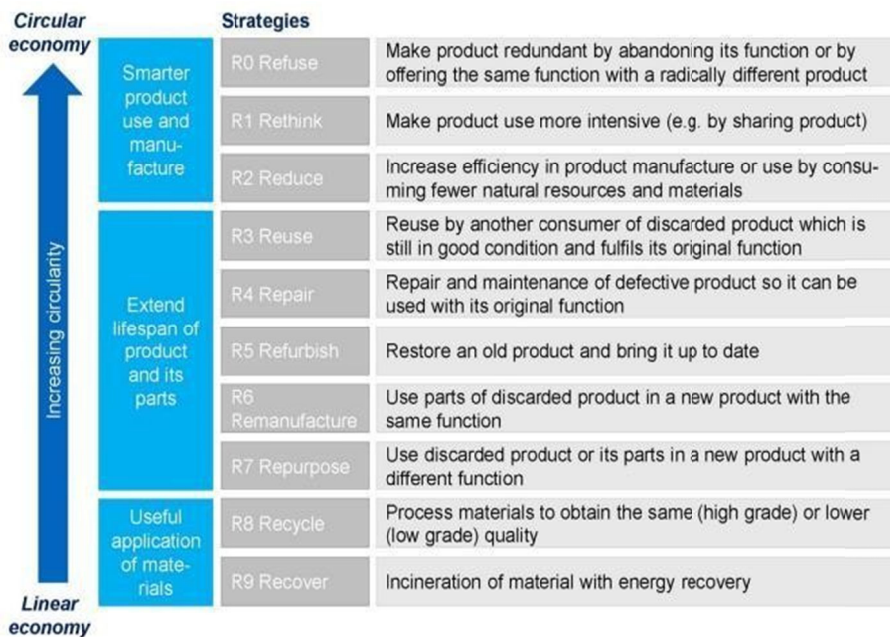 Circular
economy
Strategies
Smarter
product
use and
manu-
facture
R0 Refuse
Make product redundant by abandoning its function or by
offering the same function with a radically different product
R1 Rethink
Make product use more intensive (e.g. by sharing product)
R2 Reduce
Increase efficiency in product manufacture or use by consu-
ming fewer natural resources and materials
Increasing circularity
Extend
lifespan of
product
and its
parts
R3 Reuse
Reuse by another consumer of discarded product which is
still in good condition and fulfils its original function
R4 Repair
Repair and maintenance of defective product so it can be
used with its original function
R5 Refurbish
Restore an old product and bring it up to date
R6
Remanufacture
Use parts of discarded product in a new product with the
same function
R7 Repurpose
Use discarded product or its parts in a new product with a
different function
Useful
application
of mate-
rials
R8 Recycle
Process materials to obtain the same (high grade) or lower
(low grade) quality
R9 Recover
Incineration of material with energy recovery
Linear
economy